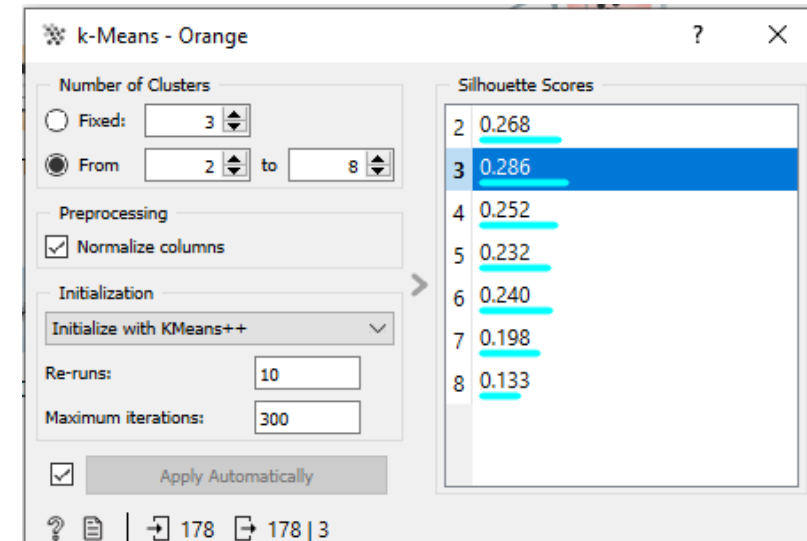 k-Means - Orange
?
Number of Clusters
Fixed: 3
From 2 to 8
Preprocessing
Normalize columns
Initialization
Initialize with KMeans++
Re-runs: 10
Maximum iterations: 300
Apply Automatically
? 178 178 | 3
Silhouette Scores
2 0.268
3 0.286
4 0.252
5 0.232
6 0.240
7 0.198
8 0.133